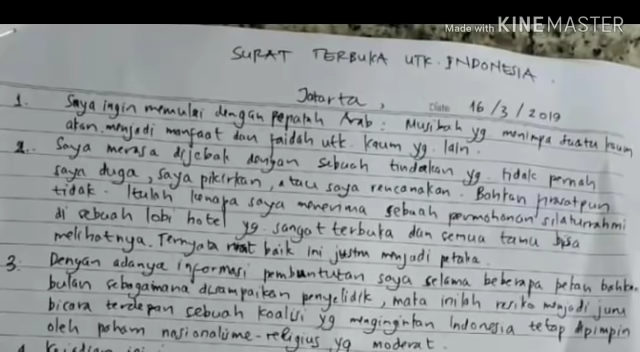 Made with KINEMASTER
SURAT TERBUKA UTK. INDONESIA.
Jakarta, Date 16/3/2019
1. Saya ingin memulai dengan pepatah Arab: Musibah yg menimpa suatu kaum
akan menjadi manfaat dan faidah utk. kaum yg. lain.
2. Saya merasa dijebak dengan sebuah tindakan yg. tidak pernah
saya duga, saya pikirkan, atau saya rencanakan. Bahkan firasatpun
tidak. Itulah kenapa saya menerima sebuah permohonan silaturrahmi
di sebuah lobi hotel yg. sangat terbuka dan semua tamu bisa
melihatnya. Ternyata niat baik ini justru menjadi petaka.
3. Dengan adanya informasi pembuntutan saya selama beberapa pekan bahka
bulan sebagaimana disampaikan penyelidik, maka inilah resiko menjadi juru
bicara terdepan sebuah koalisi yg menginginkan Indonesia tetap dipimpin
oleh paham nasionalisme-religius yg moderat.